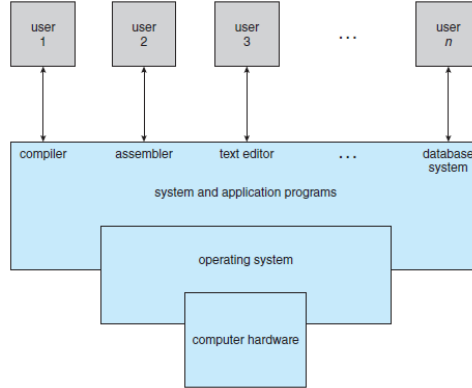 user
1
user
2
user
3
...
user
n
compiler
assembler
text editor
...
database
system
system and application programs
operating system
computer hardware